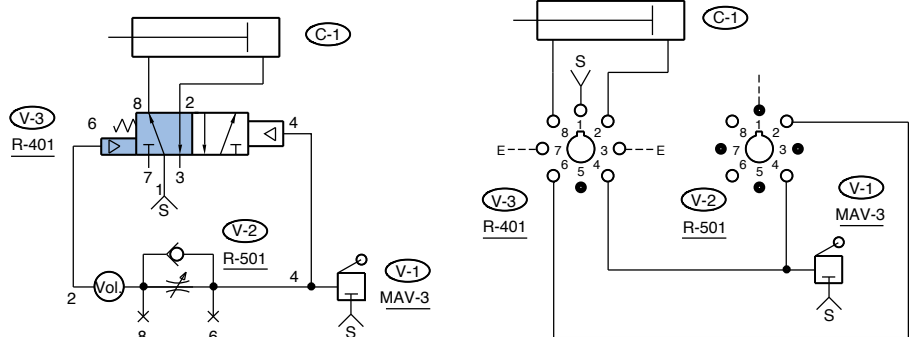 C-1
8 2
V-3
R-401
6
4
7 3
1
S
V-2
R-501
2
Vol.
4
V-1
MAV-3
8 6
S
C-1
S
1
8 2
E 7 3 E
6 4
5
V-3
R-401
1
8 2
7 3
6 4
5
V-2
R-501
V-1
MAV-3
S